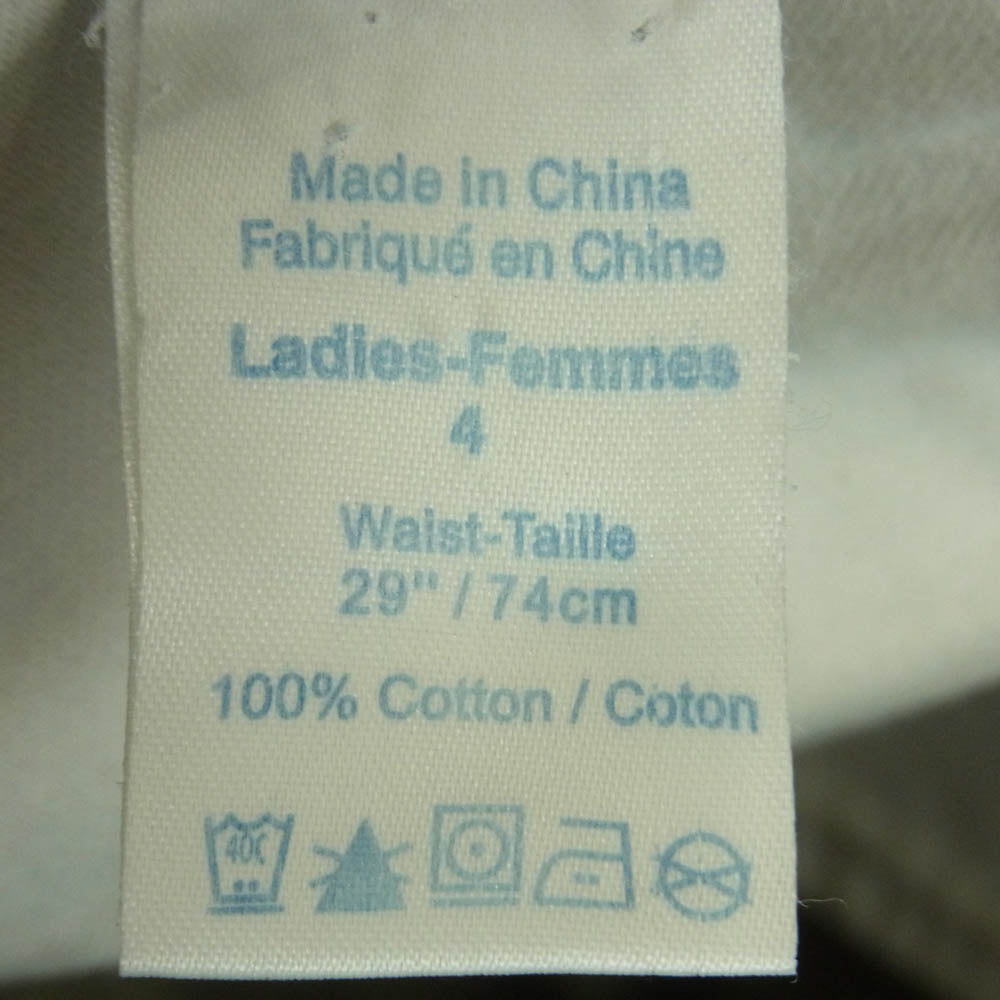 Made in China
Fabriqué en Chine
Ladies-Femmes
4
Waist-Taille
29" / 74cm
100% Cotton / Coton
40C